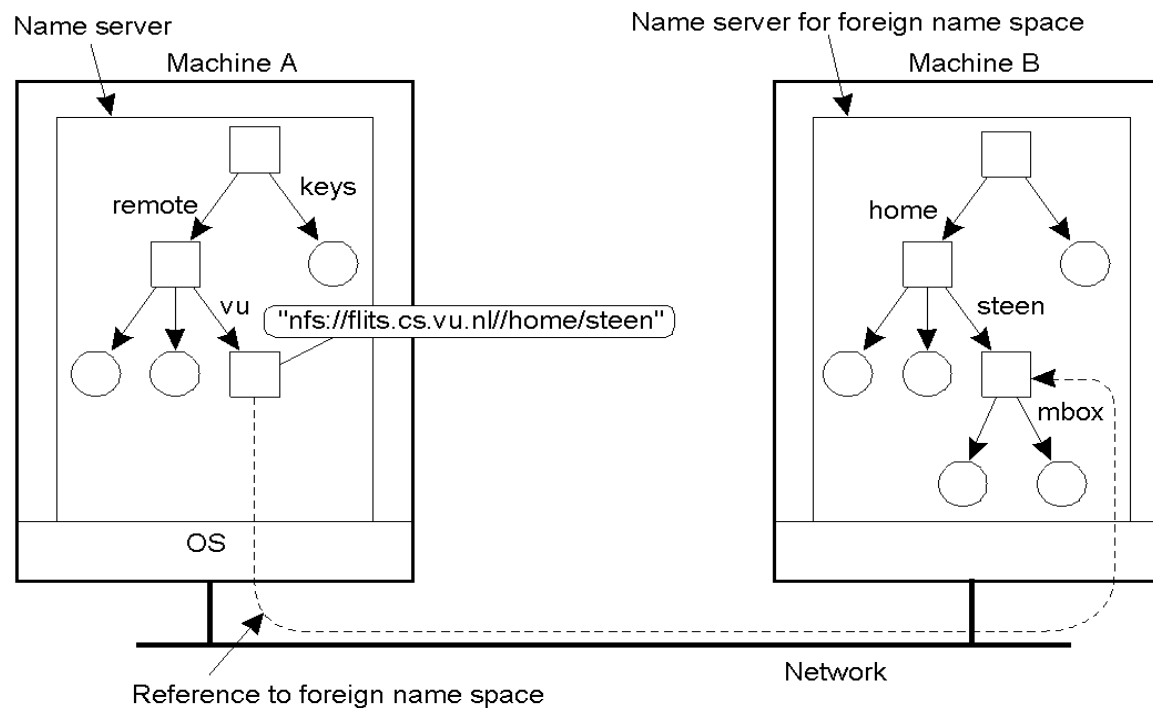 Name server
Name server for foreign name space
Machine A
Machine B
keys
remote
home
vu
"nfs://flits.cs.vu.nl//home/steen"
steen
mbox
OS
Network
Reference to foreign name space